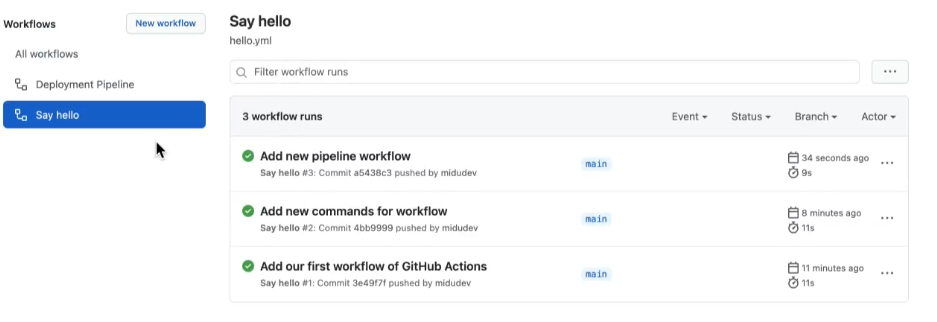 Workflows
New workflow
All workflows
Deployment Pipeline
Say hello
Say hello
hello.yml
Filter workflow runs
3 workflow runs
Event
Status
Branch
Actor
Add new pipeline workflow
Say hello #3: Commit a5438c3 pushed by midudev
main
34 seconds ago
9s
Add new commands for workflow
Say hello #2: Commit 4bb9999 pushed by midudev
main
8 minutes ago
11s
Add our first workflow of GitHub Actions
Say hello #1: Commit 3e49f7f pushed by midudev
main
11 minutes ago
11s